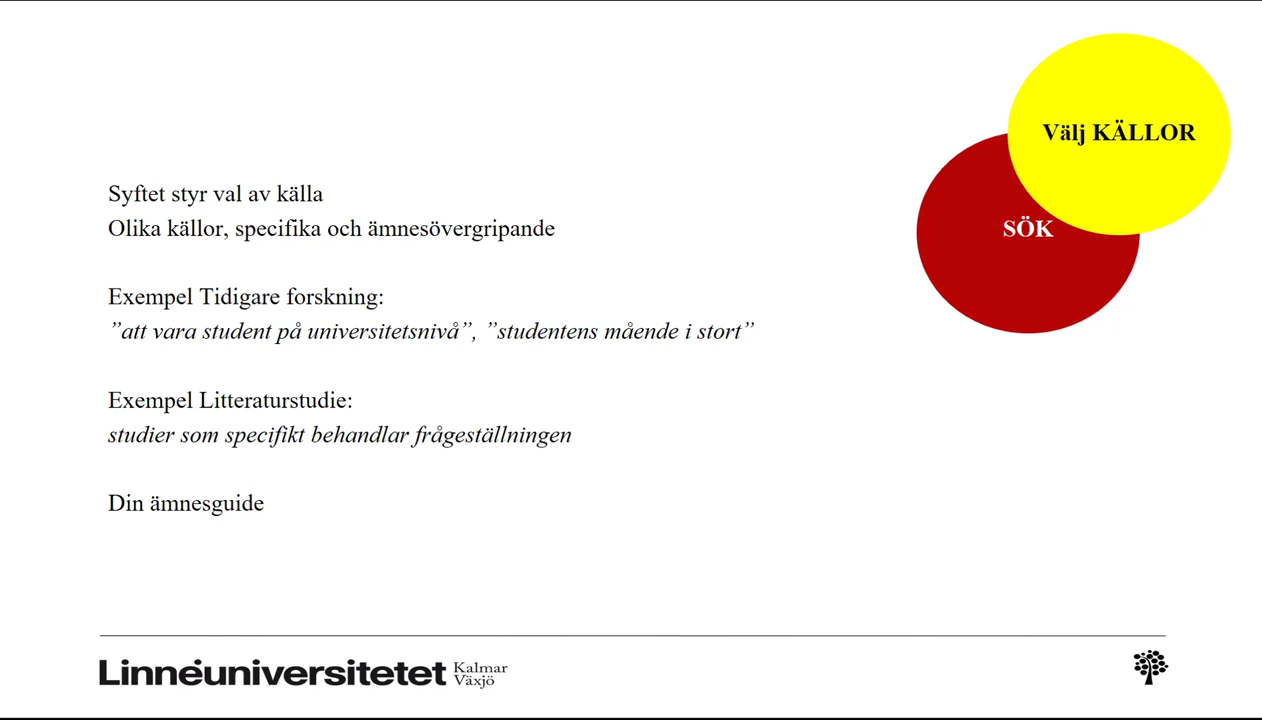 Välj KÄLLOR
SÖK
Syftet styr val av källa
Olika källor, specifika och ämnesövergripande
Exempel Tidigare forskning:
”att vara student på universitetsnivå”, ”studentens mående i stort”
Exempel Litteraturstudie:
studier som specifikt behandlar frågeställningen
Din ämnesguide
Linnéuniversitetet
Kalmar
Växjö